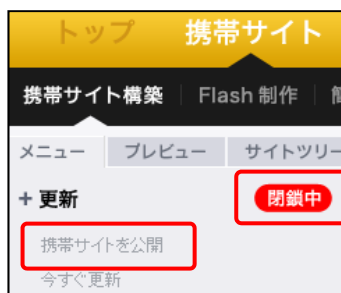 トップ 携帯サイト
携帯サイト構築 Flash 制作
メニュー プレビュー サイトツリー
+ 更新 閉鎖中
携帯サイトを公開
今すぐ更新